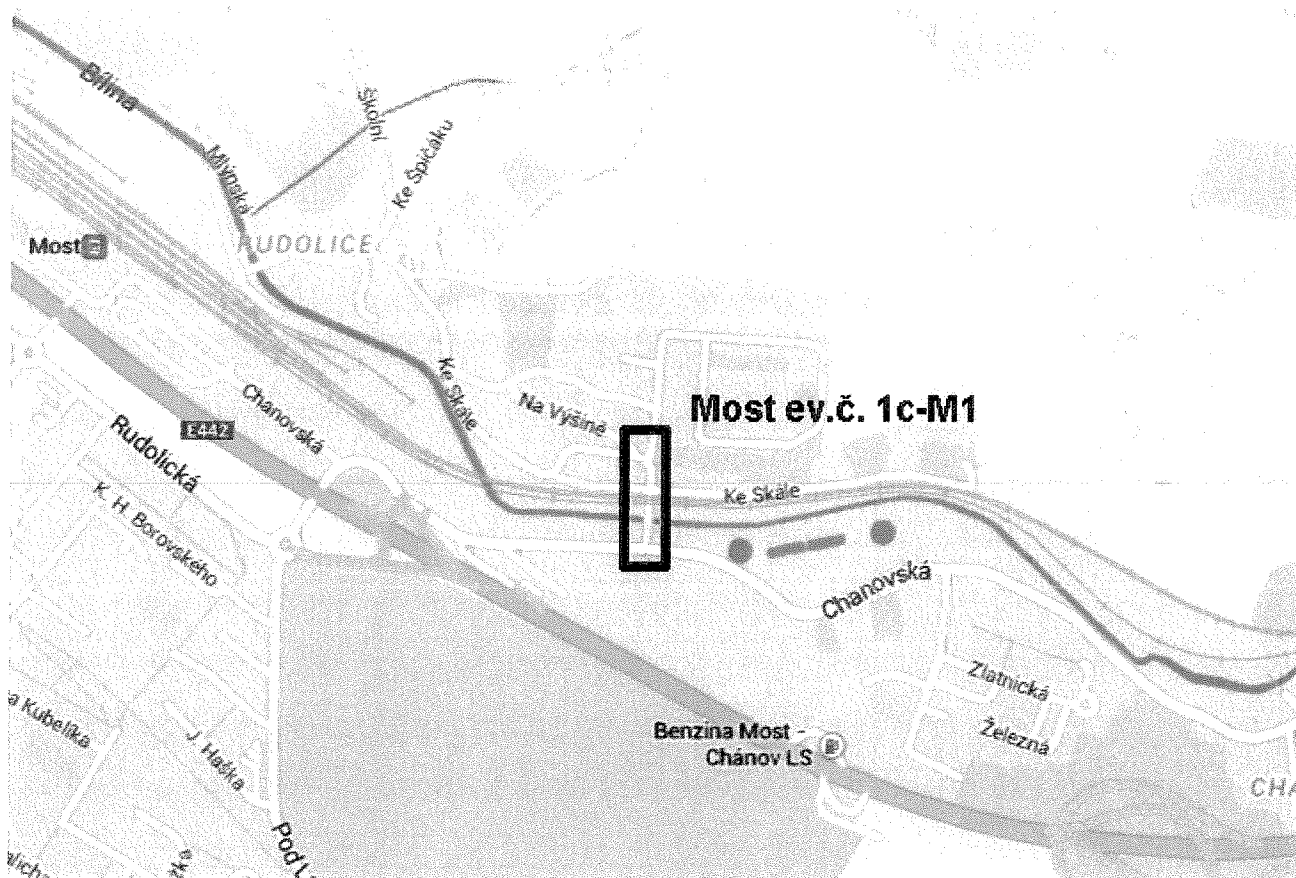 Bílina
Školní
Mlýnská
Ke Špičáku
Most
RUDOLICE
Ke Skále
Chanovská
Na Výšině
Most ev.č. 1c-M1
Rudolická
E442
K. H. Borovského
Ke Skále
Chanovská
Zlatnická
Železná
Benzina Most -
Chánov LS
CHA
a Kubelíka
J. Haška
Pod L